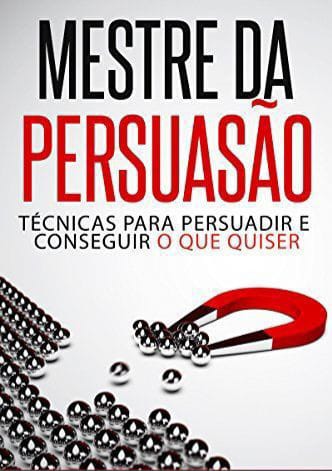 MESTRE DA
PERSUASÃO
TÉCNICAS PARA PERSUADIR E
CONSEGUIR O QUE QUISER